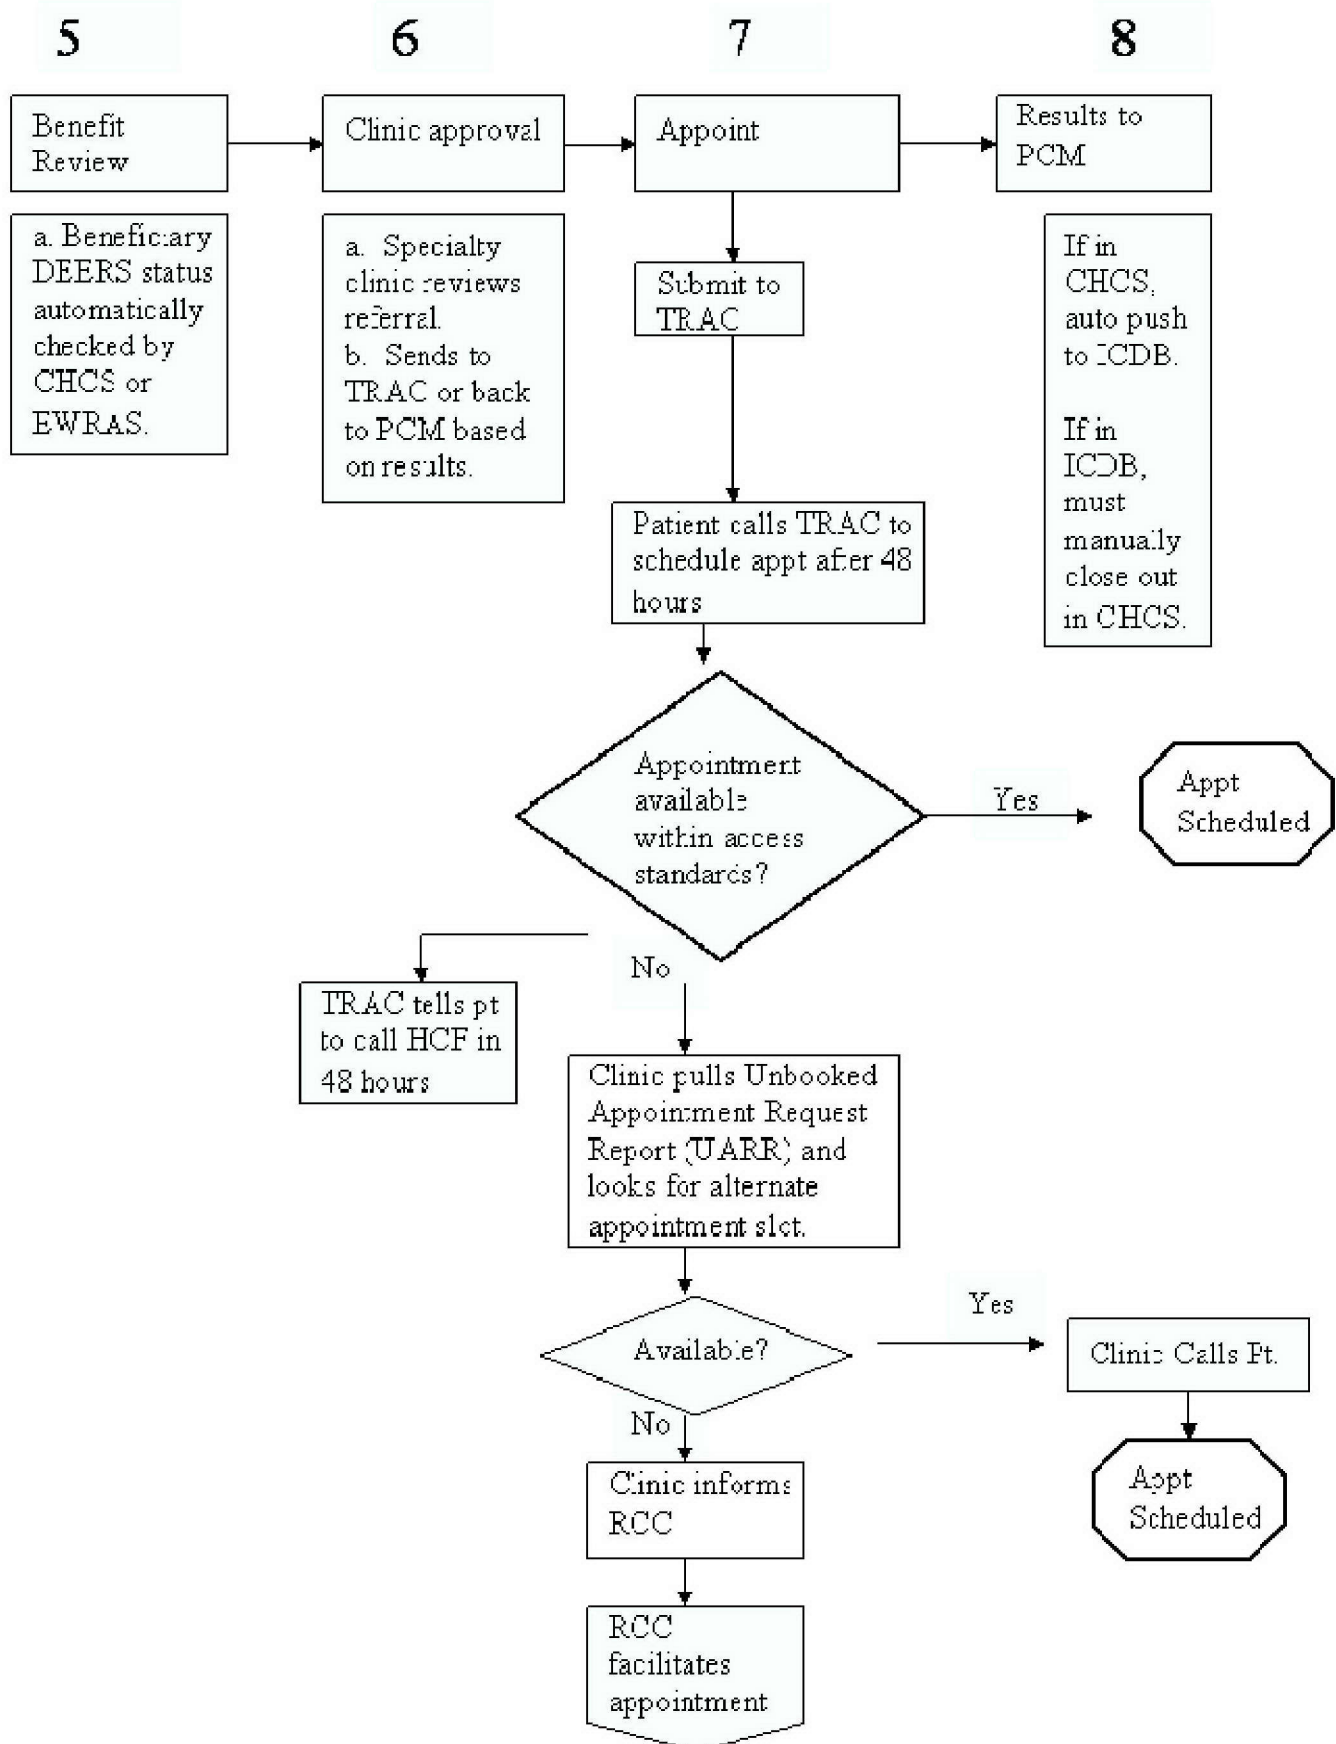 5
6
7
8
Benefit
Review
Clinic approval
Appoint
Results to
PCM
a. Beneficiary
DEERS status
automatically
checked by
CHCS or
EWRAS.
a. Specialty
clinic reviews
referral.
b. Sends to
TRAC or back
to PCM based
on results.
Submit to
TRAC
If in
CHCS,
auto push
to ICDB.
If in
ICDB,
must
manually
close out
in CHCS.
Patient calls TRAC to
schedule appt after 48
hours
Appointment
available
within access
standards?
Yes
Appt
Scheduled
No
TRAC tells pt
to call HCF in
48 hours
Clinic pulls Unbooked
Appointment Request
Report (UARR) and
looks for alternate
appointment slot.
Available?
Yes
Clinic Calls Pt.
No
Appt
Scheduled
Clinic informs
RCC
RCC
facilitates
appointment